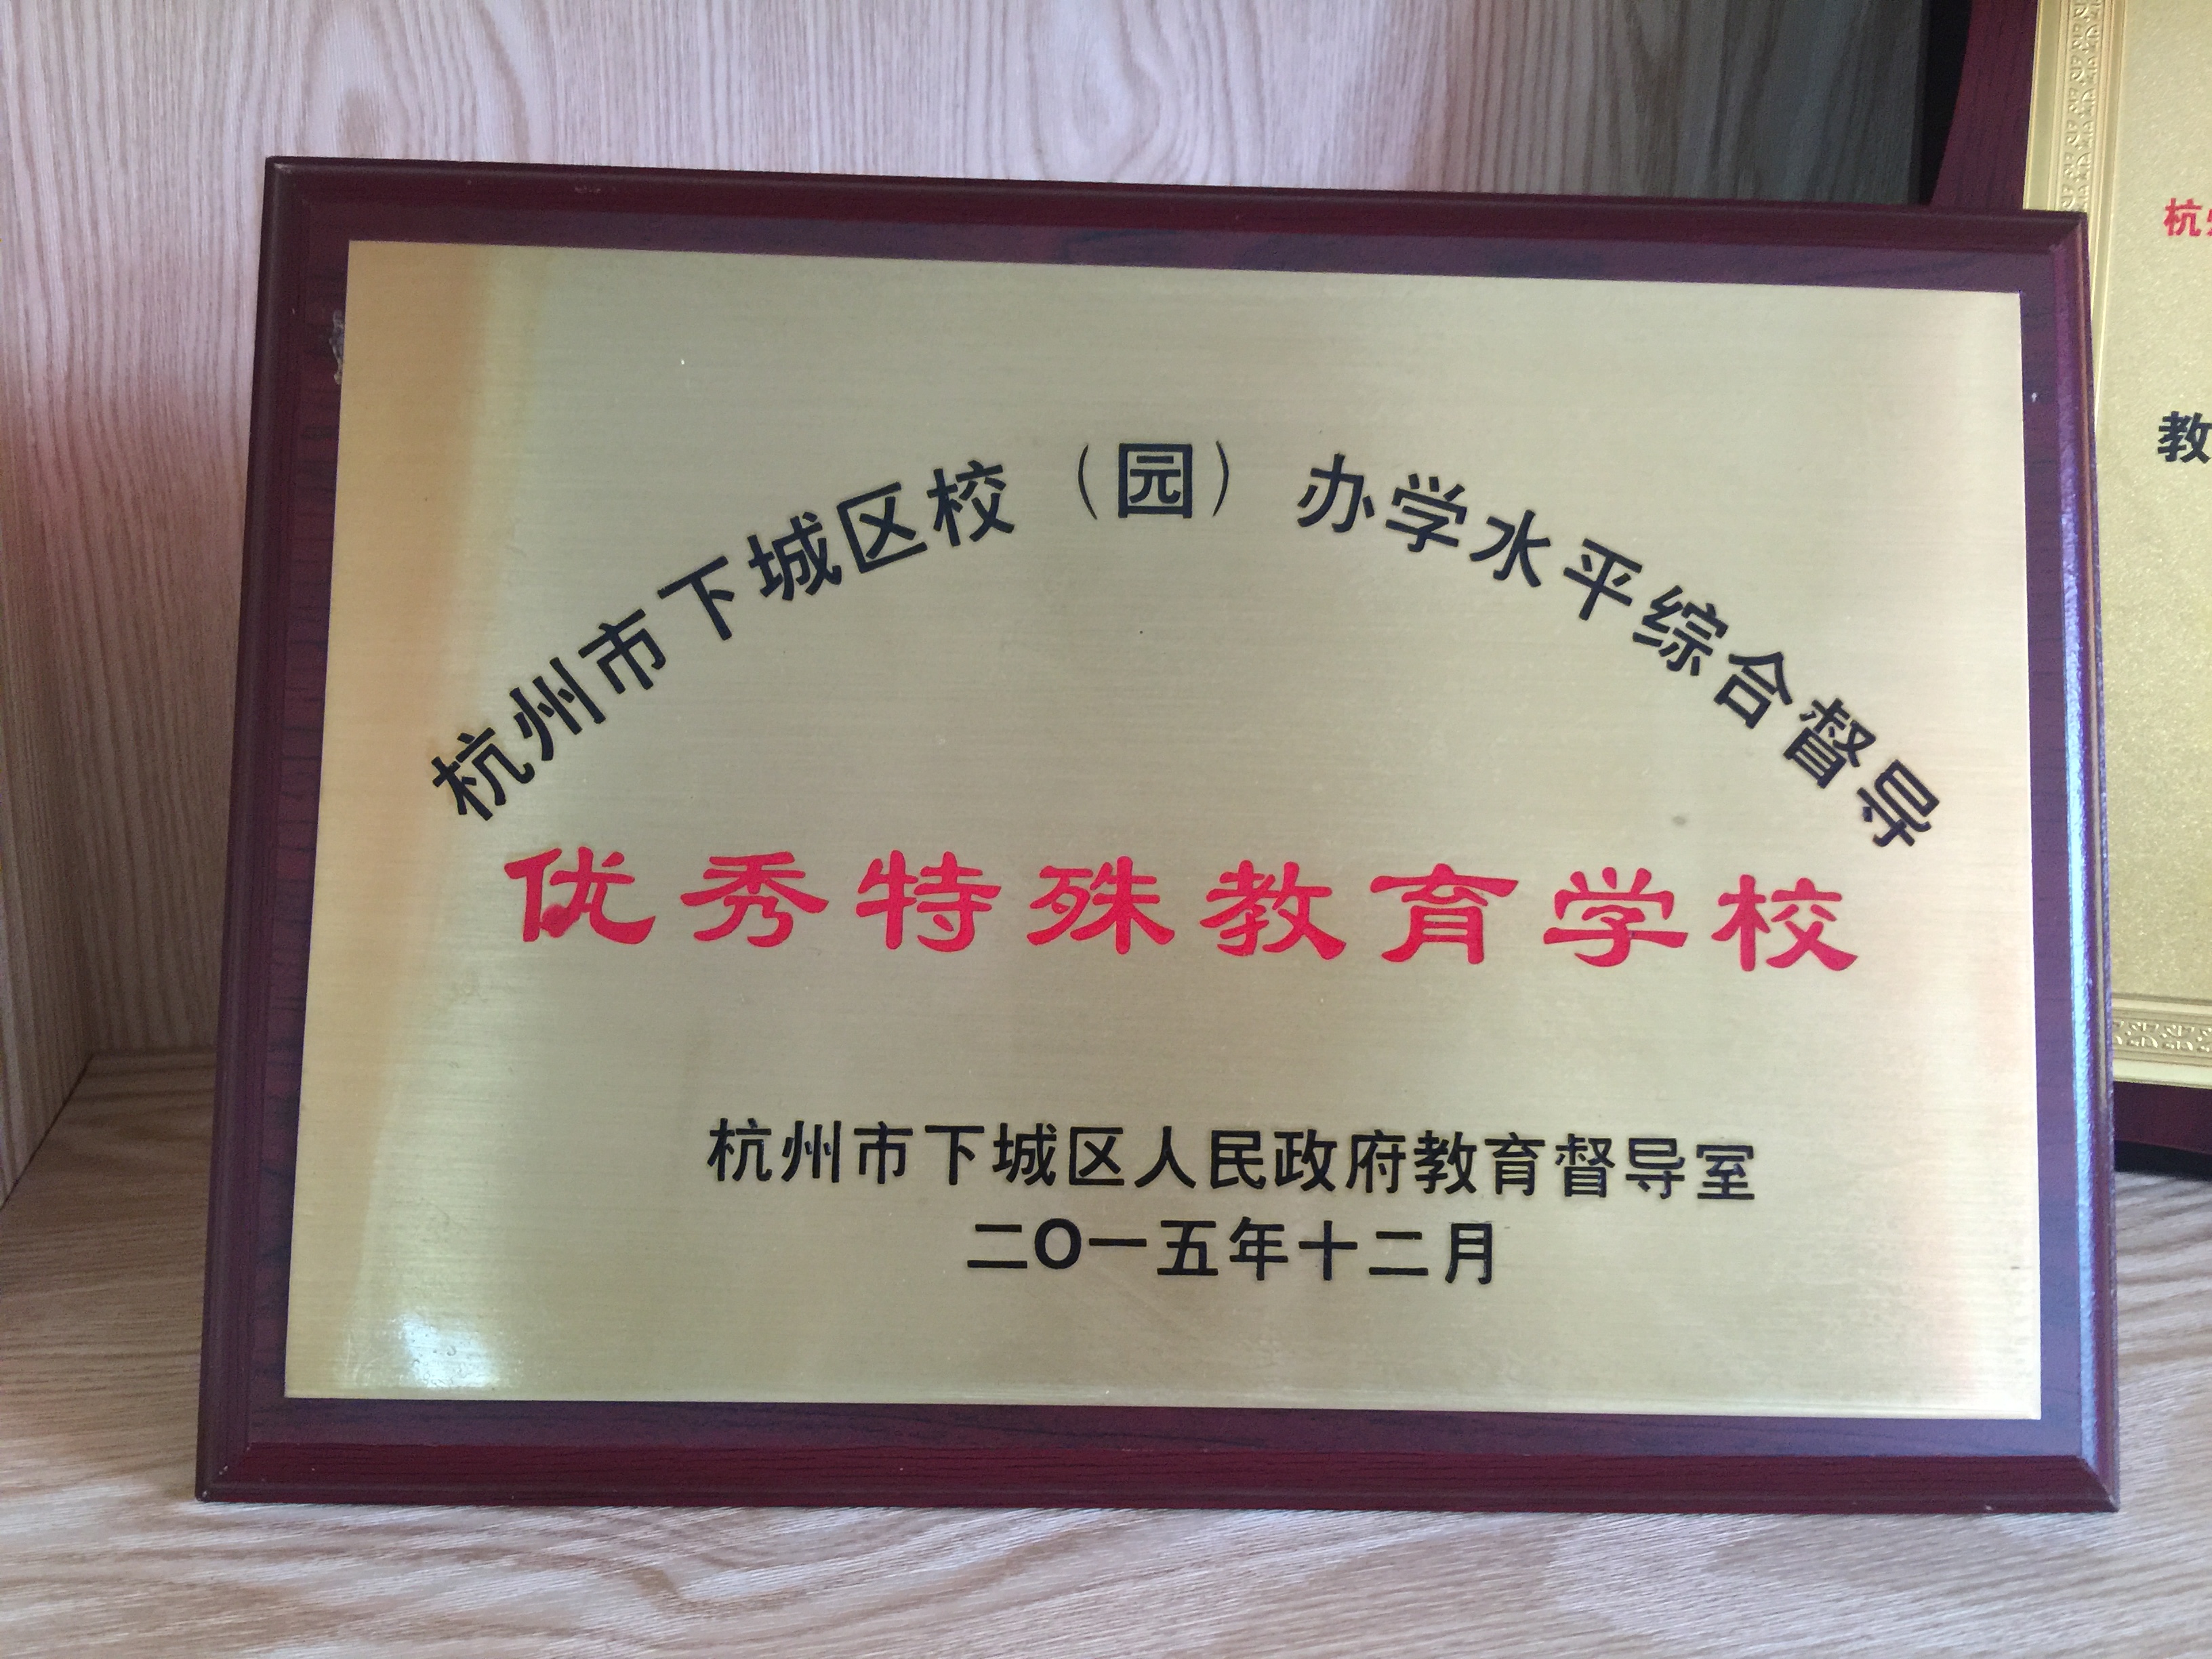 杭州市下城区校（园）办学水平综合督导
优秀特殊教育学校
杭州市下城区人民政府教育督导室
二〇一五年十二月
杭
教